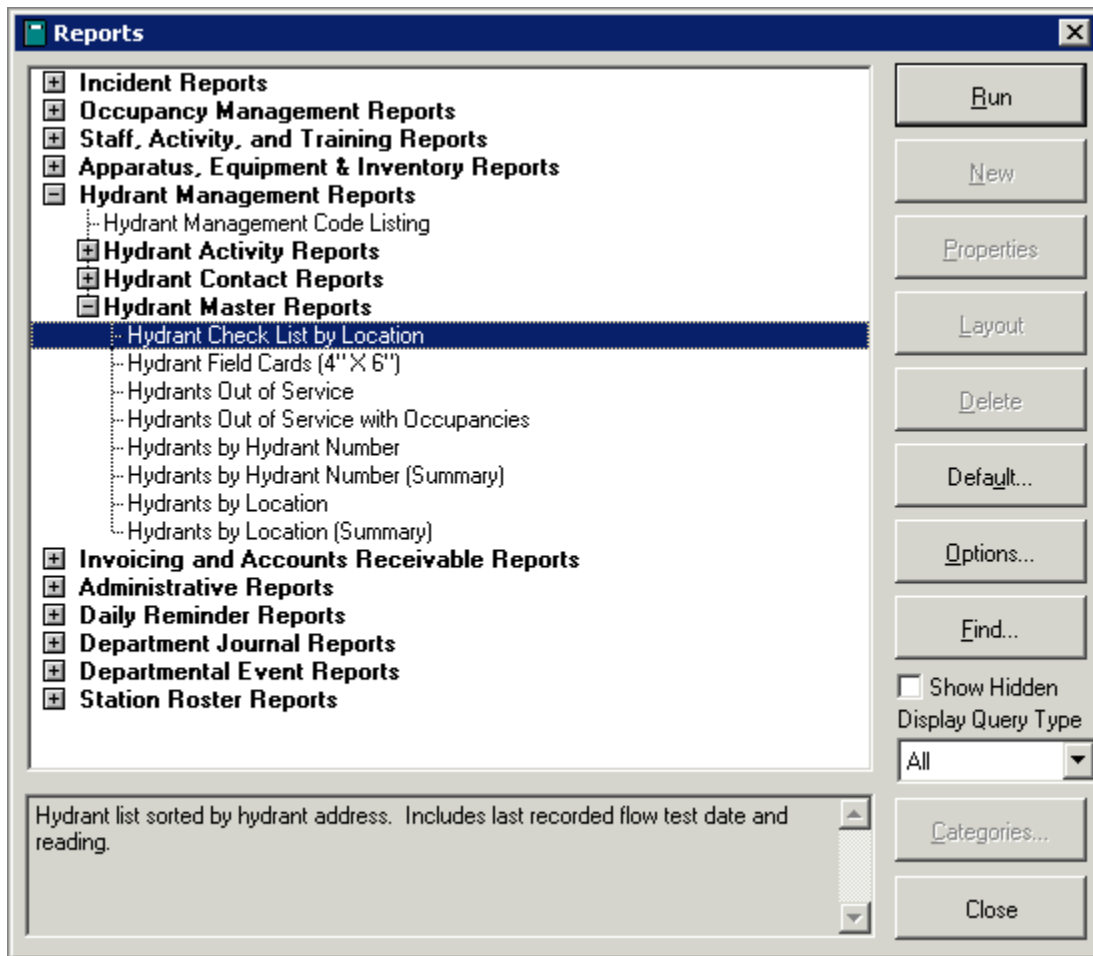 Reports
Incident Reports
Occupancy Management Reports
Staff, Activity, and Training Reports
Apparatus, Equipment & Inventory Reports
Hydrant Management Reports
Hydrant Management Code Listing
Hydrant Activity Reports
Hydrant Contact Reports
Hydrant Master Reports
Hydrant Check List by Location
Hydrant Field Cards (4" X 6")
Hydrants Out of Service
Hydrants Out of Service with Occupancies
Hydrants by Hydrant Number
Hydrants by Hydrant Number (Summary)
Hydrants by Location
Hydrants by Location (Summary)
Invoicing and Accounts Receivable Reports
Administrative Reports
Daily Reminder Reports
Department Journal Reports
Departmental Event Reports
Station Roster Reports
Hydrant list sorted by hydrant address.  Includes last recorded flow test date and
reading.
Run
New
Properties
Layout
Delete
Default...
Options...
Find...
Show Hidden
Display Query Type
All
Categories...
Close